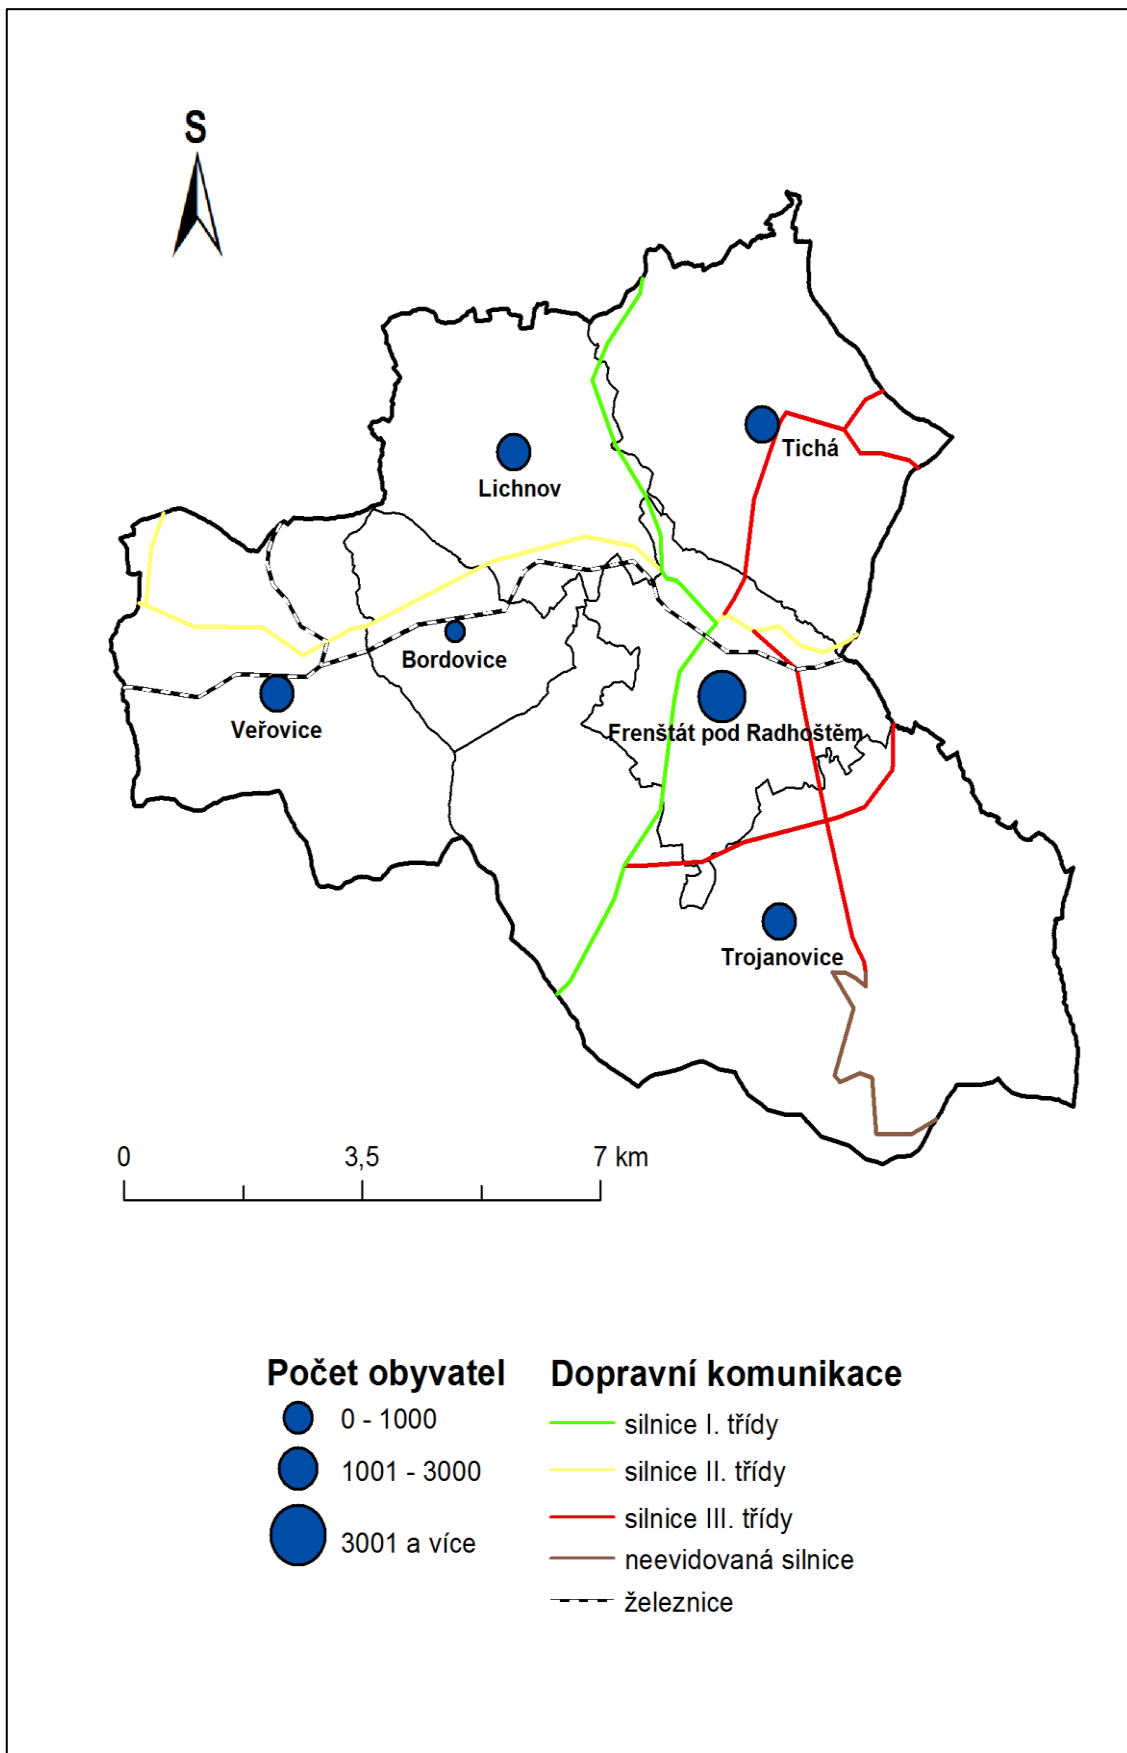 S
Tichá
Lichnov
Bordovice
Veřovice
Frenštát pod Radhoštěm
Trojanovice
0 3,5 7 km
Počet obyvatel
0 - 1000
1001 - 3000
3001 a více
Dopravní komunikace
silnice I. třídy
silnice II. třídy
silnice III. třídy
neevidovaná silnice
železnice